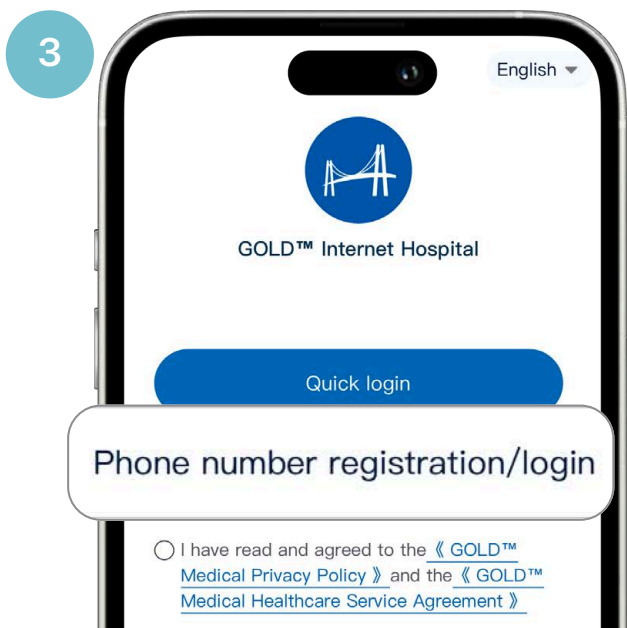 3
English
GOLD™ Internet Hospital
Quick login
Phone number registration/login
I have read and agreed to the 《 GOLD™
Medical Privacy Policy 》 and the 《 GOLD™
Medical Healthcare Service Agreement 》